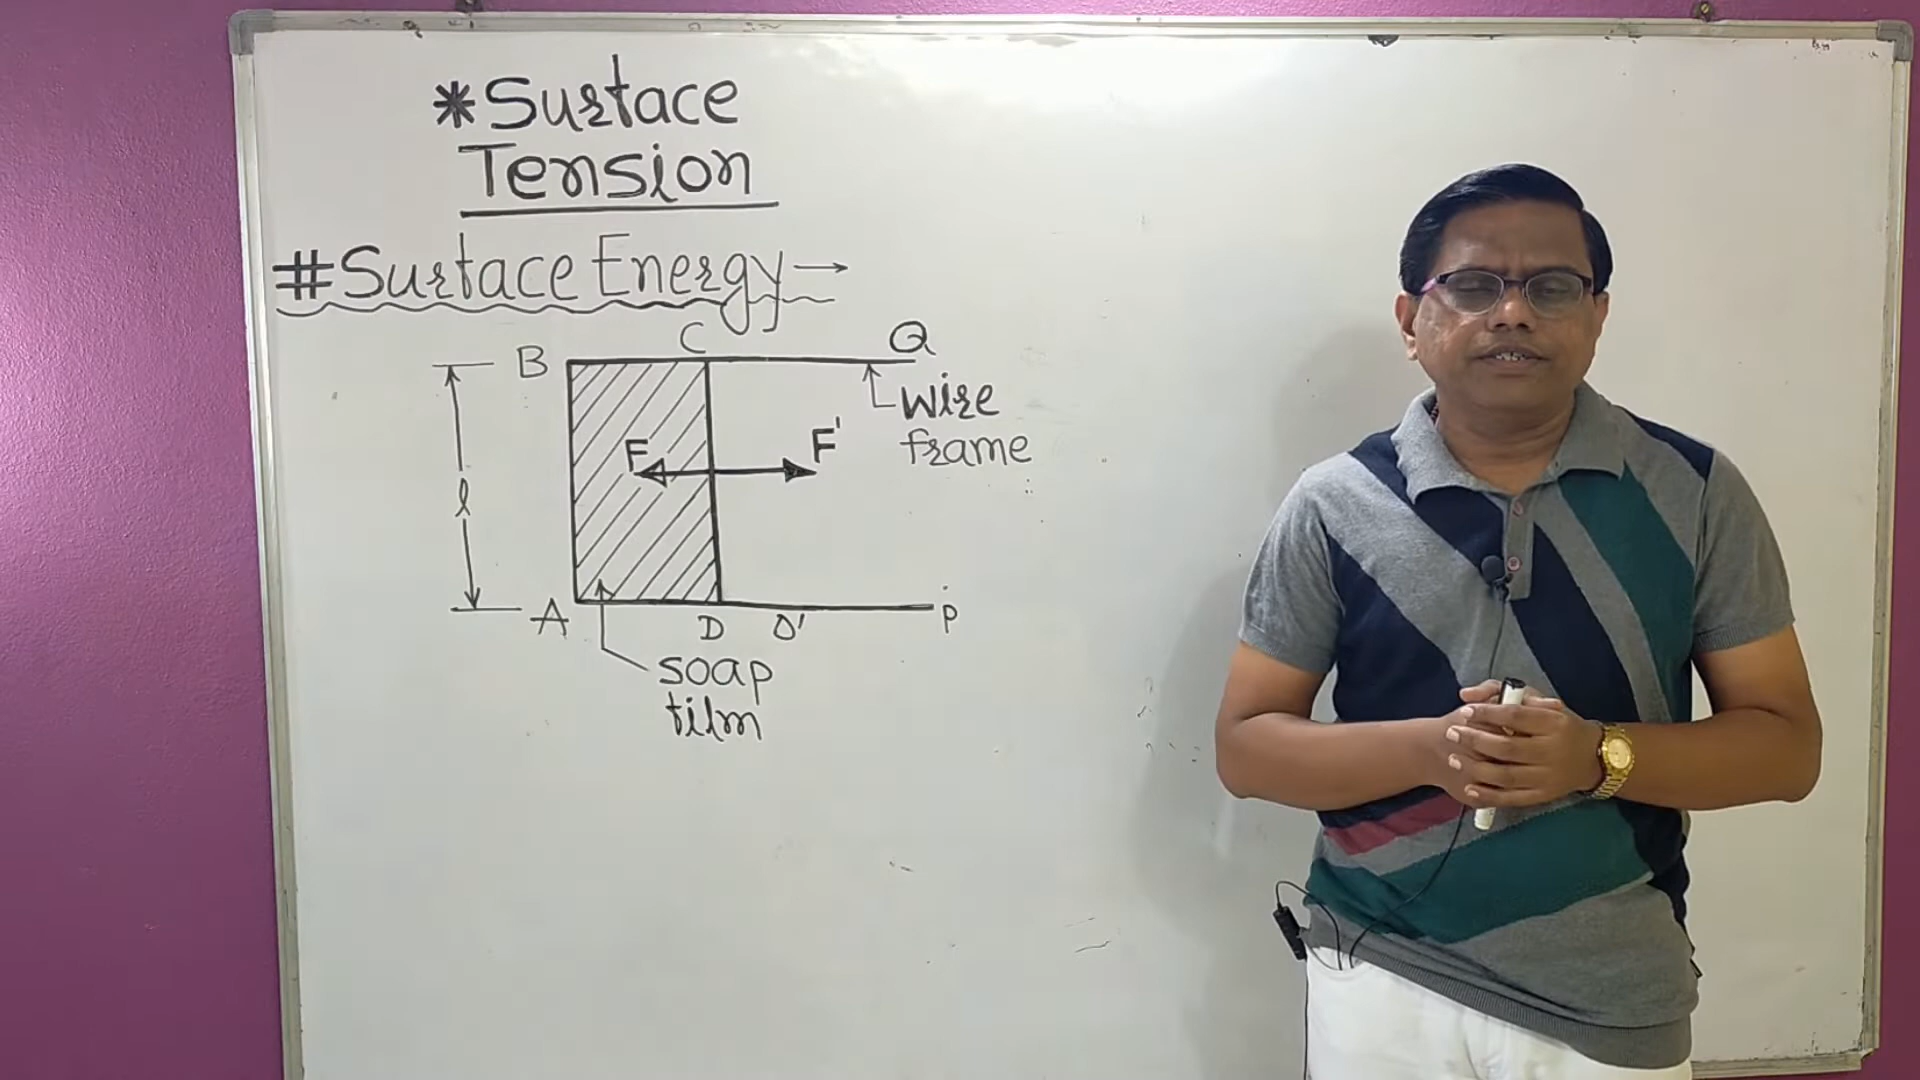 *Surface
Tension
#Surface Energy→
B
C
Q
wire
frame
F
F'
l
A
D
D'
P
soap
film